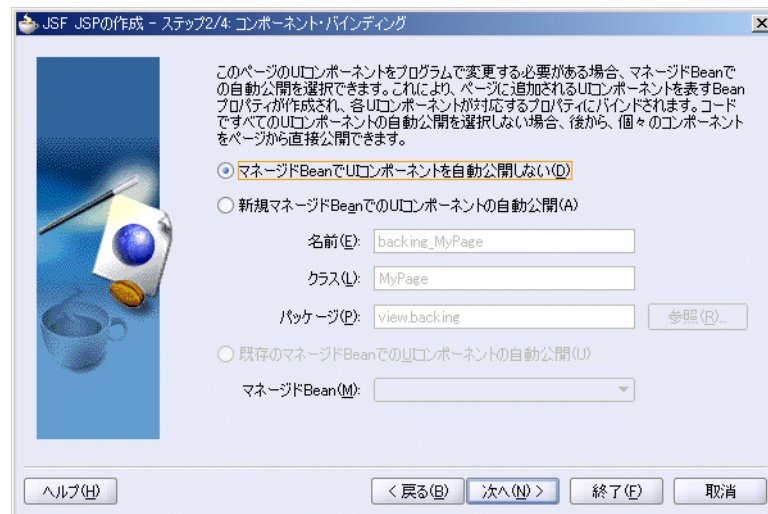 JSF JSPの作成 - ステップ2/4: コンポーネント・バインディング
このページのUIコンポーネントをプログラムで変更する必要がある場合、マネージドBeanで
の自動公開を選択できます。これにより、ページに追加されるUIコンポーネントを表すBean
プロパティが作成され、各UIコンポーネントが対応するプロパティにバインドされます。コード
ですべてのUIコンポーネントの自動公開を選択しない場合、後から、個々のコンポーネント
をページから直接公開できます。
マネージドBeanでUIコンポーネントを自動公開しない(D)
新規マネージドBeanでのUIコンポーネントの自動公開(A)
名前(E): backing_MyPage
クラス(L): MyPage
パッケージ(P): view.backing 参照(R)...
既存のマネージドBeanでのUIコンポーネントの自動公開(U)
マネージドBean(M):
ヘルプ(H) < 戻る(B) 次へ(N) > 終了(F) 取消